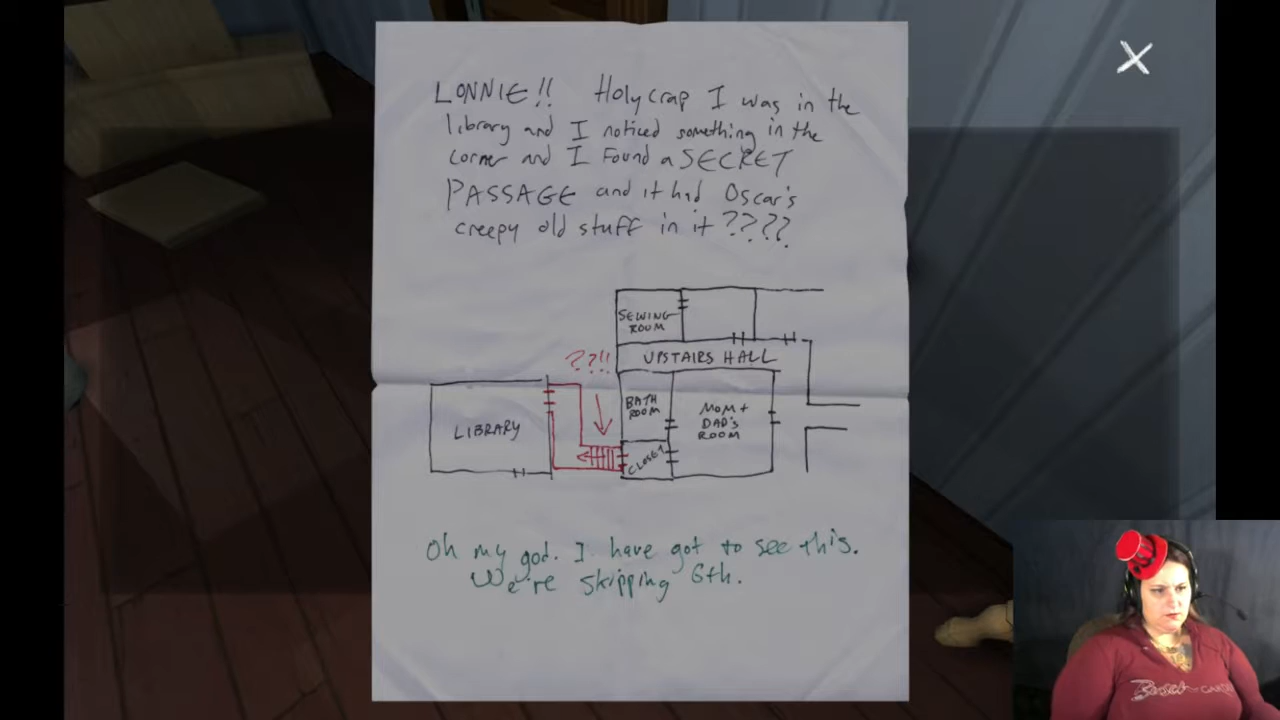 LONNIE!! Holy crap I was in the
library and I noticed something in the
corner and I found a SECRET
PASSAGE and it had Oscar's
creepy old stuff in it ????
SEWING
ROOM
UPSTAIRS HALL
??!!
BATH
ROOM
MOM +
DAD'S
ROOM
LIBRARY
CLOSET
Oh my god. I have got to see this.
We're skipping 6th.